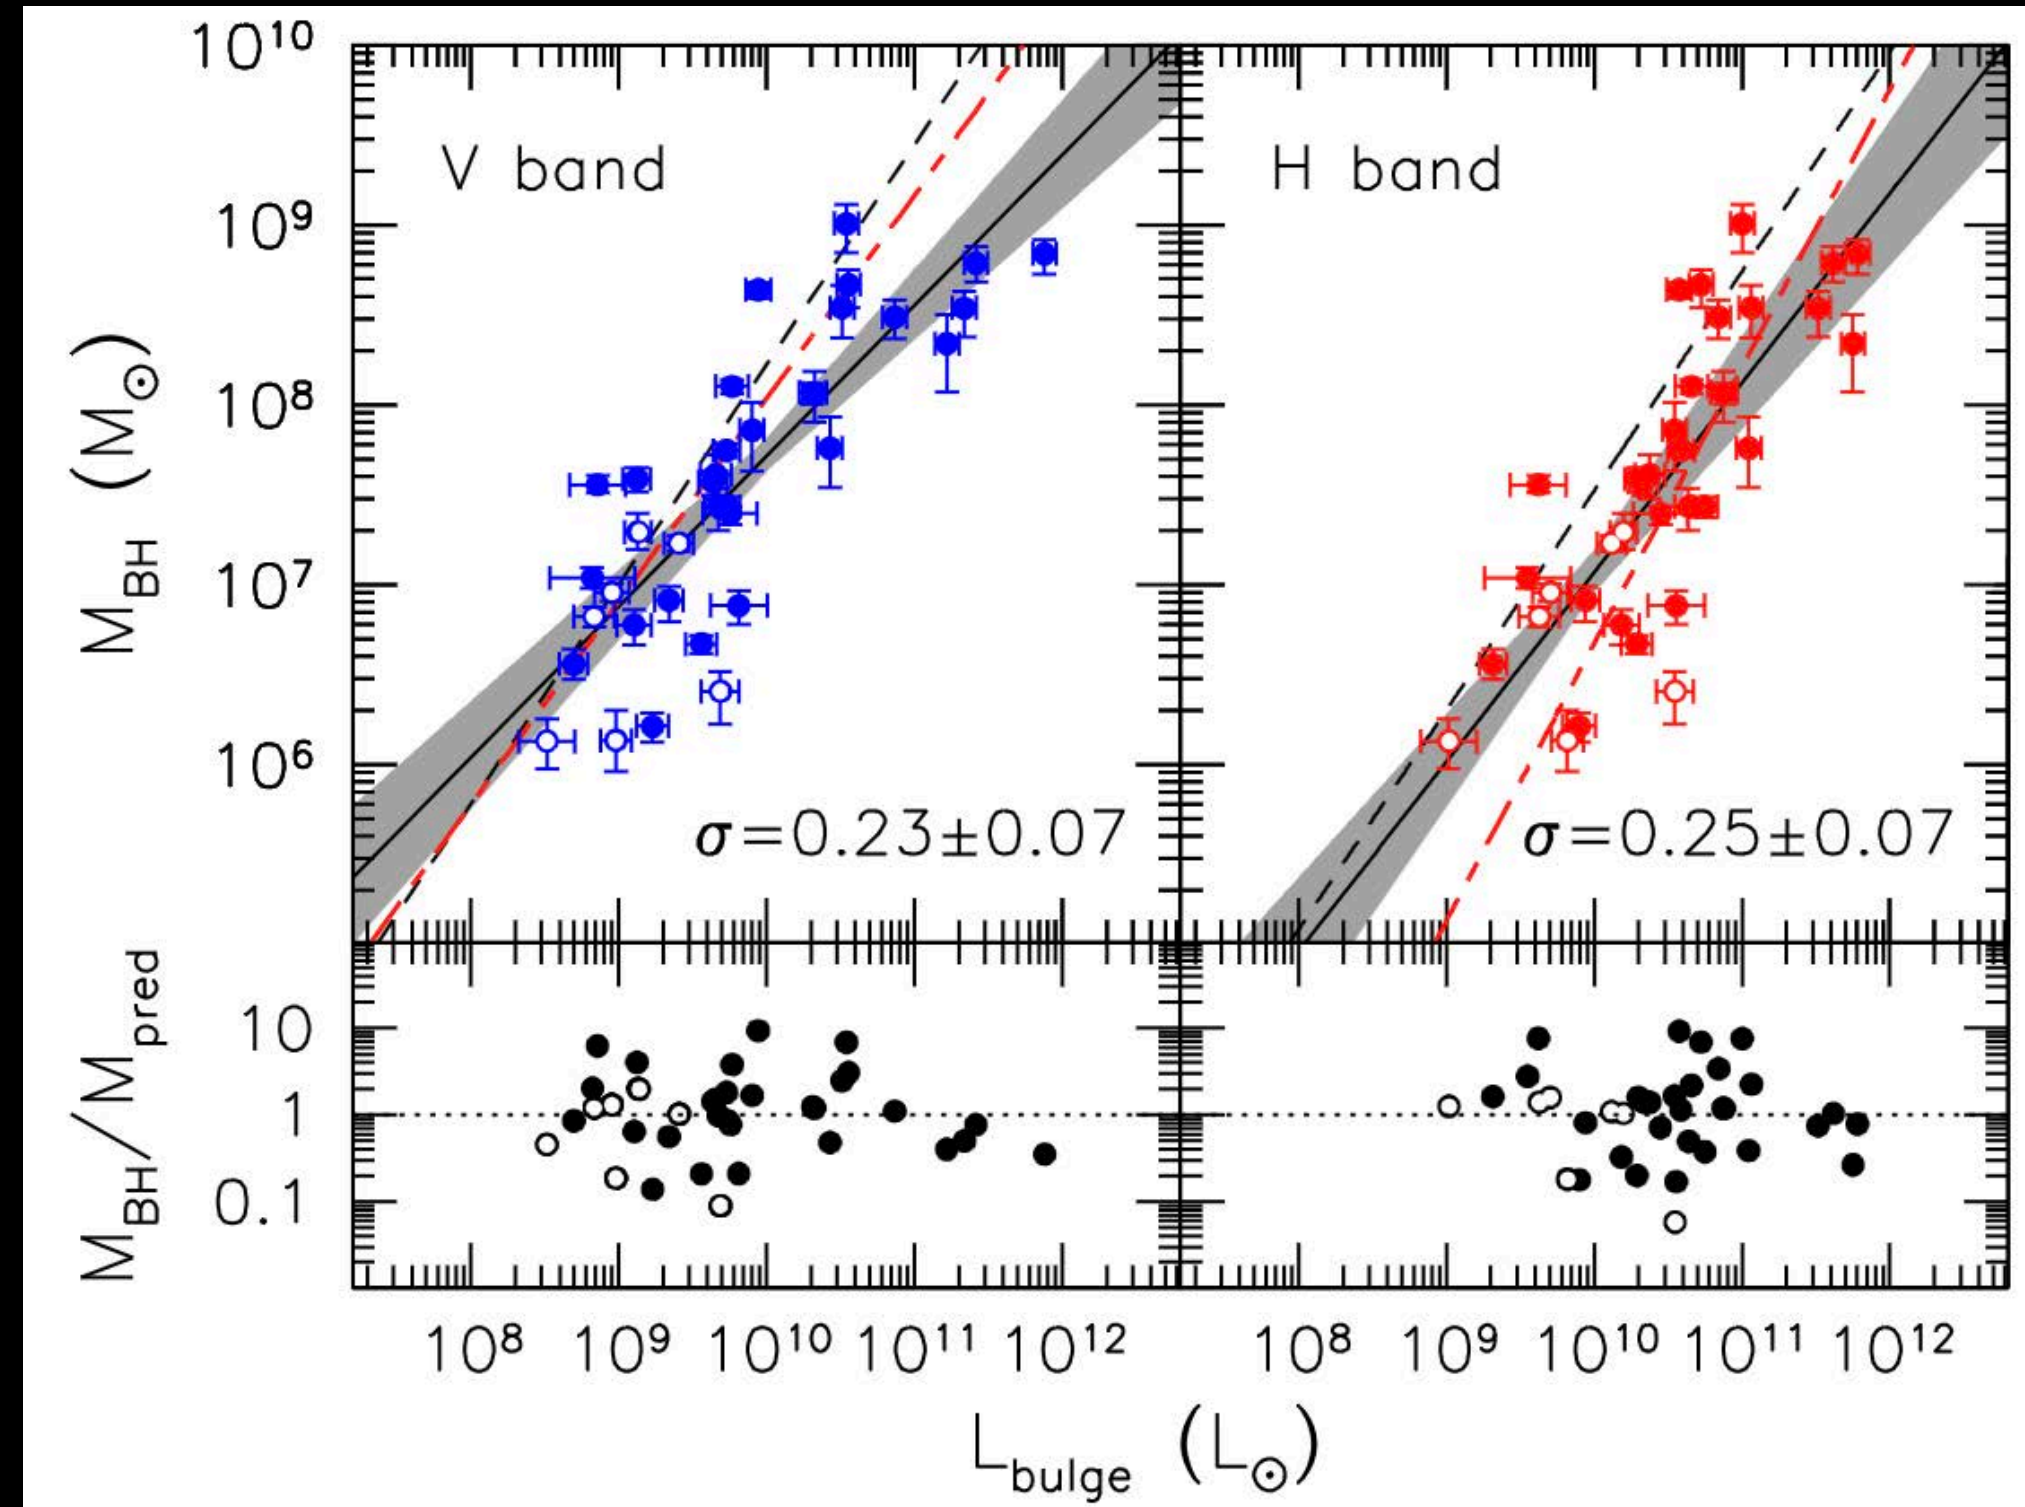 10¹⁰
10⁹
10⁸
10⁷
10⁶
M_BH (M_⊙)
V band
H band
σ=0.23±0.07
σ=0.25±0.07
10
1
0.1
M_BH/M_pred
10⁸ 10⁹ 10¹⁰ 10¹¹ 10¹²
10⁸ 10⁹ 10¹⁰ 10¹¹ 10¹²
L_bulge (L_⊙)